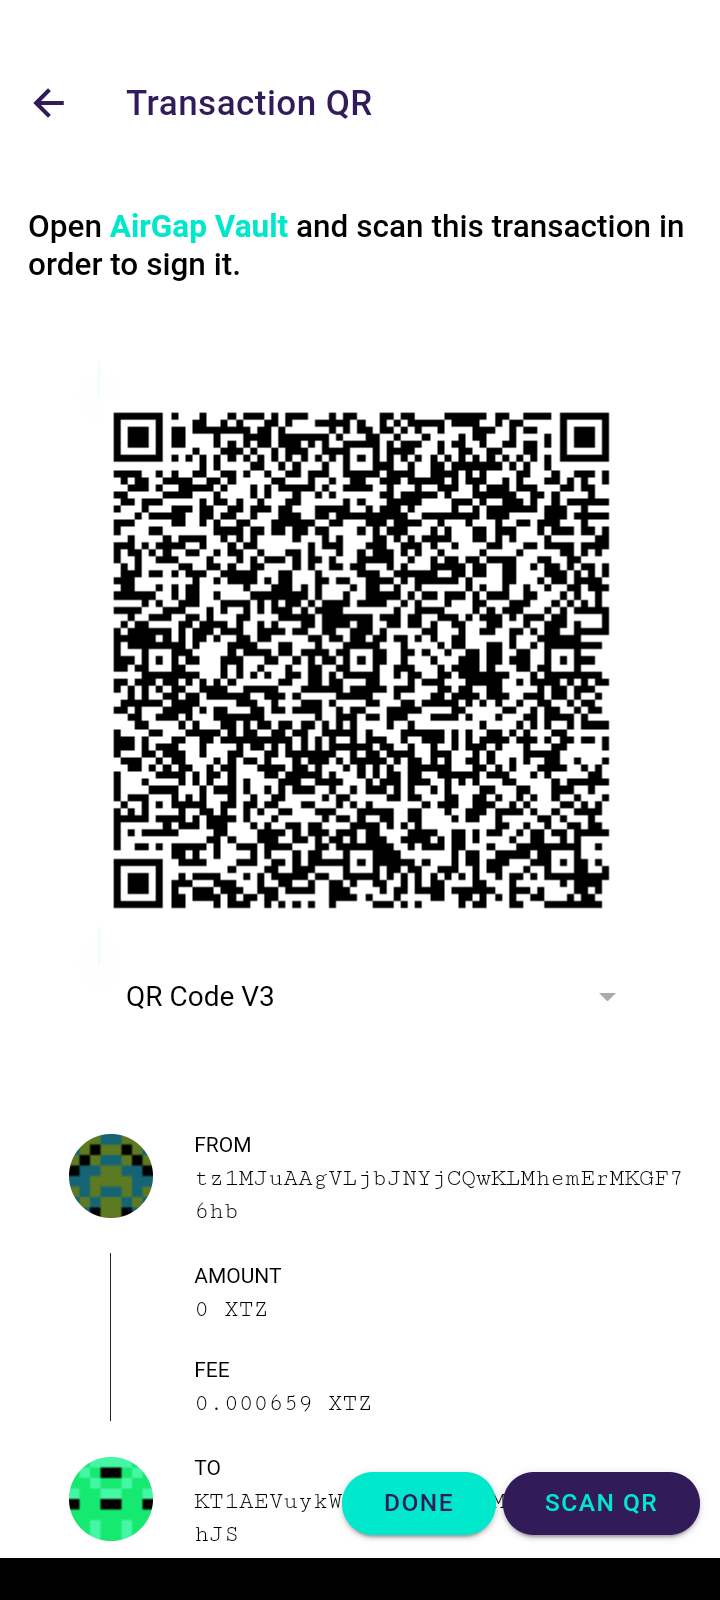 Transaction QR
Open AirGap Vault and scan this transaction in
order to sign it.
QR Code V3
FROM
tz1MJuAAgVLjbJNYjCQwKLMhemErMKGF7
6hb
AMOUNT
0 XTZ
FEE
0.000659 XTZ
TO
KT1AEVuykW
hJS
DONE
SCAN QR